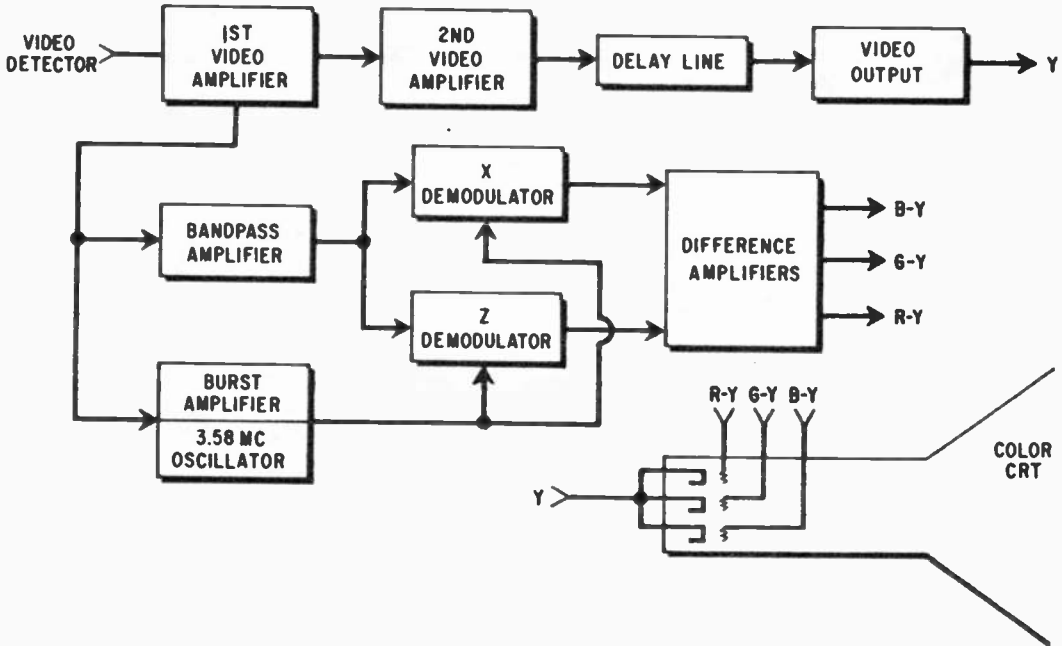 VIDEO
DETECTOR
1ST
VIDEO
AMPLIFIER
2ND
VIDEO
AMPLIFIER
DELAY LINE
VIDEO
OUTPUT
Y
BANDPASS
AMPLIFIER
X
DEMODULATOR
Z
DEMODULATOR
DIFFERENCE
AMPLIFIERS
B-Y
G-Y
R-Y
BURST
AMPLIFIER
3.58 MC
OSCILLATOR
R-Y G-Y B-Y
Y
COLOR
CRT